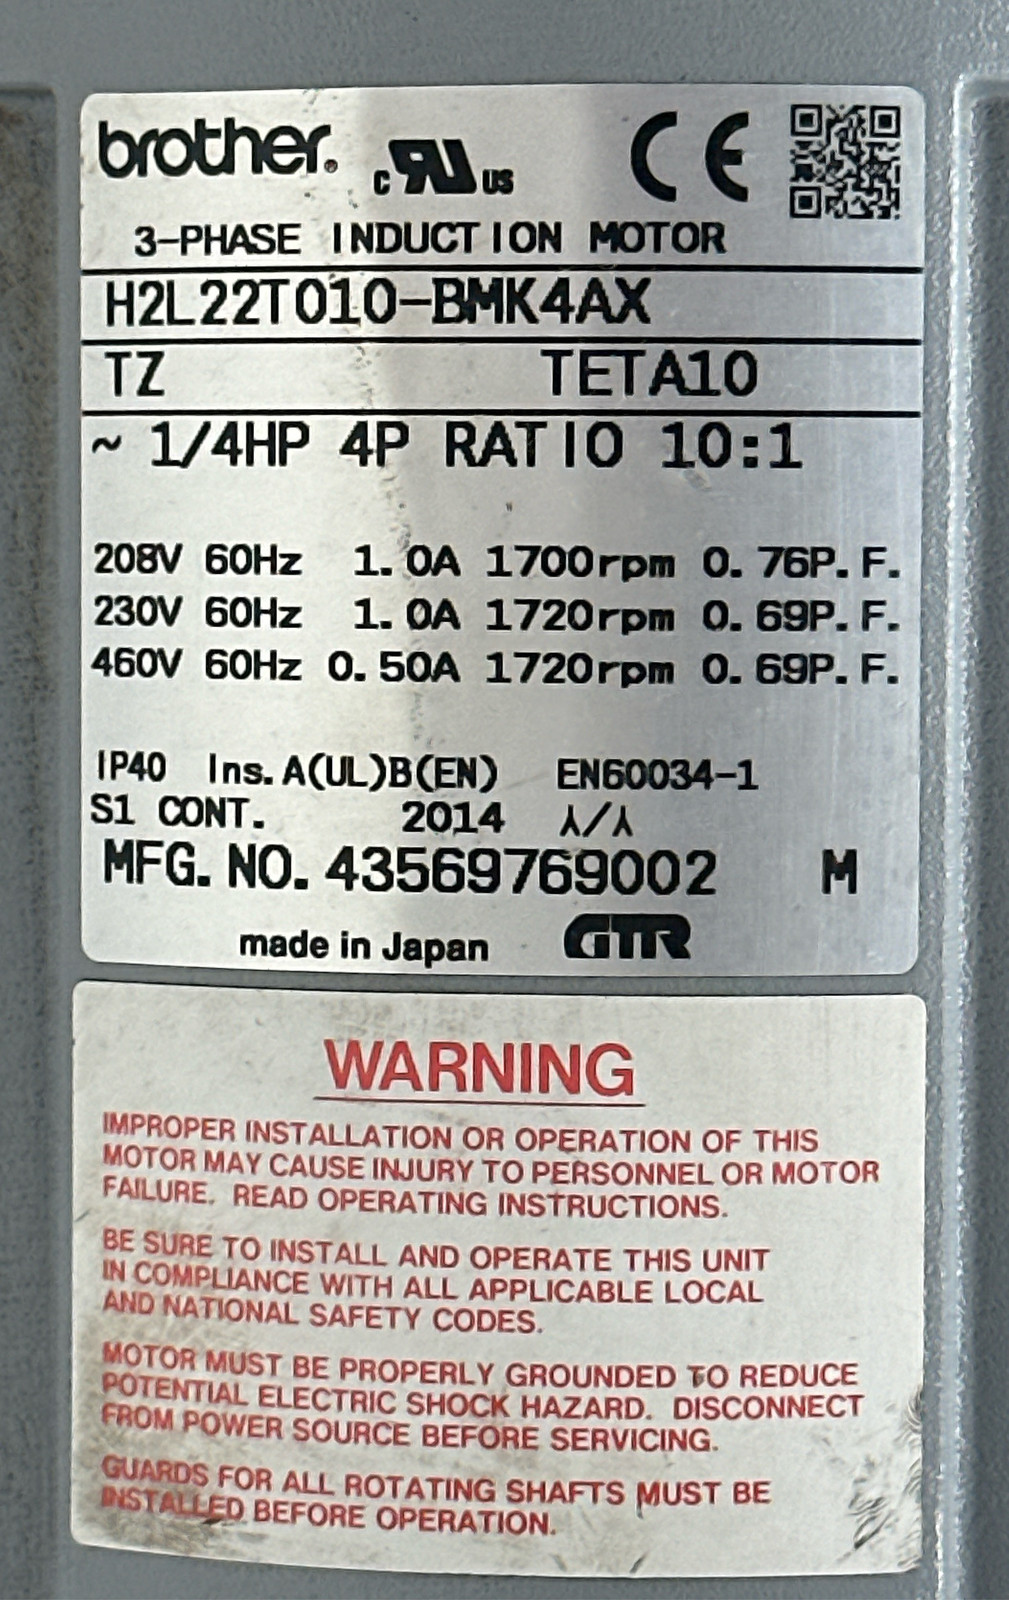 brother®
c RU US CE
3-PHASE INDUCTION MOTOR
H2L22T010-BMK4AX
TZ TETA10
~ 1/4HP 4P RATIO 10:1
208V 60Hz 1.0A 1700rpm 0.76P.F.
230V 60Hz 1.0A 1720rpm 0.69P.F.
460V 60Hz 0.50A 1720rpm 0.69P.F.
IP40 Ins.A(UL)B(EN) EN60034-1
S1 CONT. 2014 ⅄/⅄
MFG.NO.43569769002 M
made in Japan GTR
WARNING
IMPROPER INSTALLATION OR OPERATION OF THIS
MOTOR MAY CAUSE INJURY TO PERSONNEL OR MOTOR
FAILURE. READ OPERATING INSTRUCTIONS.
BE SURE TO INSTALL AND OPERATE THIS UNIT
IN COMPLIANCE WITH ALL APPLICABLE LOCAL
AND NATIONAL SAFETY CODES.
MOTOR MUST BE PROPERLY GROUNDED TO REDUCE
POTENTIAL ELECTRIC SHOCK HAZARD. DISCONNECT
FROM POWER SOURCE BEFORE SERVICING.
GUARDS FOR ALL ROTATING SHAFTS MUST BE
INSTALLED BEFORE OPERATION.